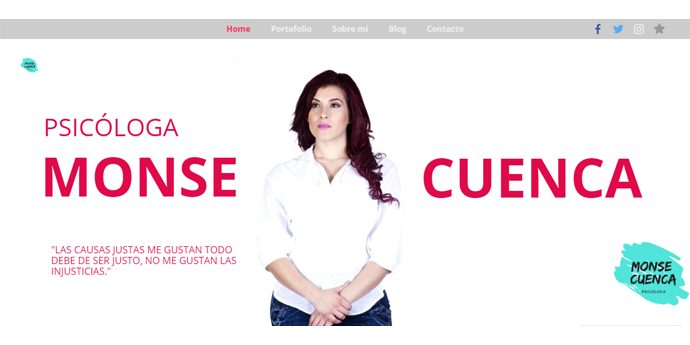 Home Portafolio Sobre mí Blog Contacto
PSICÓLOGA
MONSE CUENCA
"LAS CAUSAS JUSTAS ME GUSTAN TODO
DEBE DE SER JUSTO, NO ME GUSTAN LAS
INJUSTICIAS."
MONSE
CUENCA
PSICÓLOGA